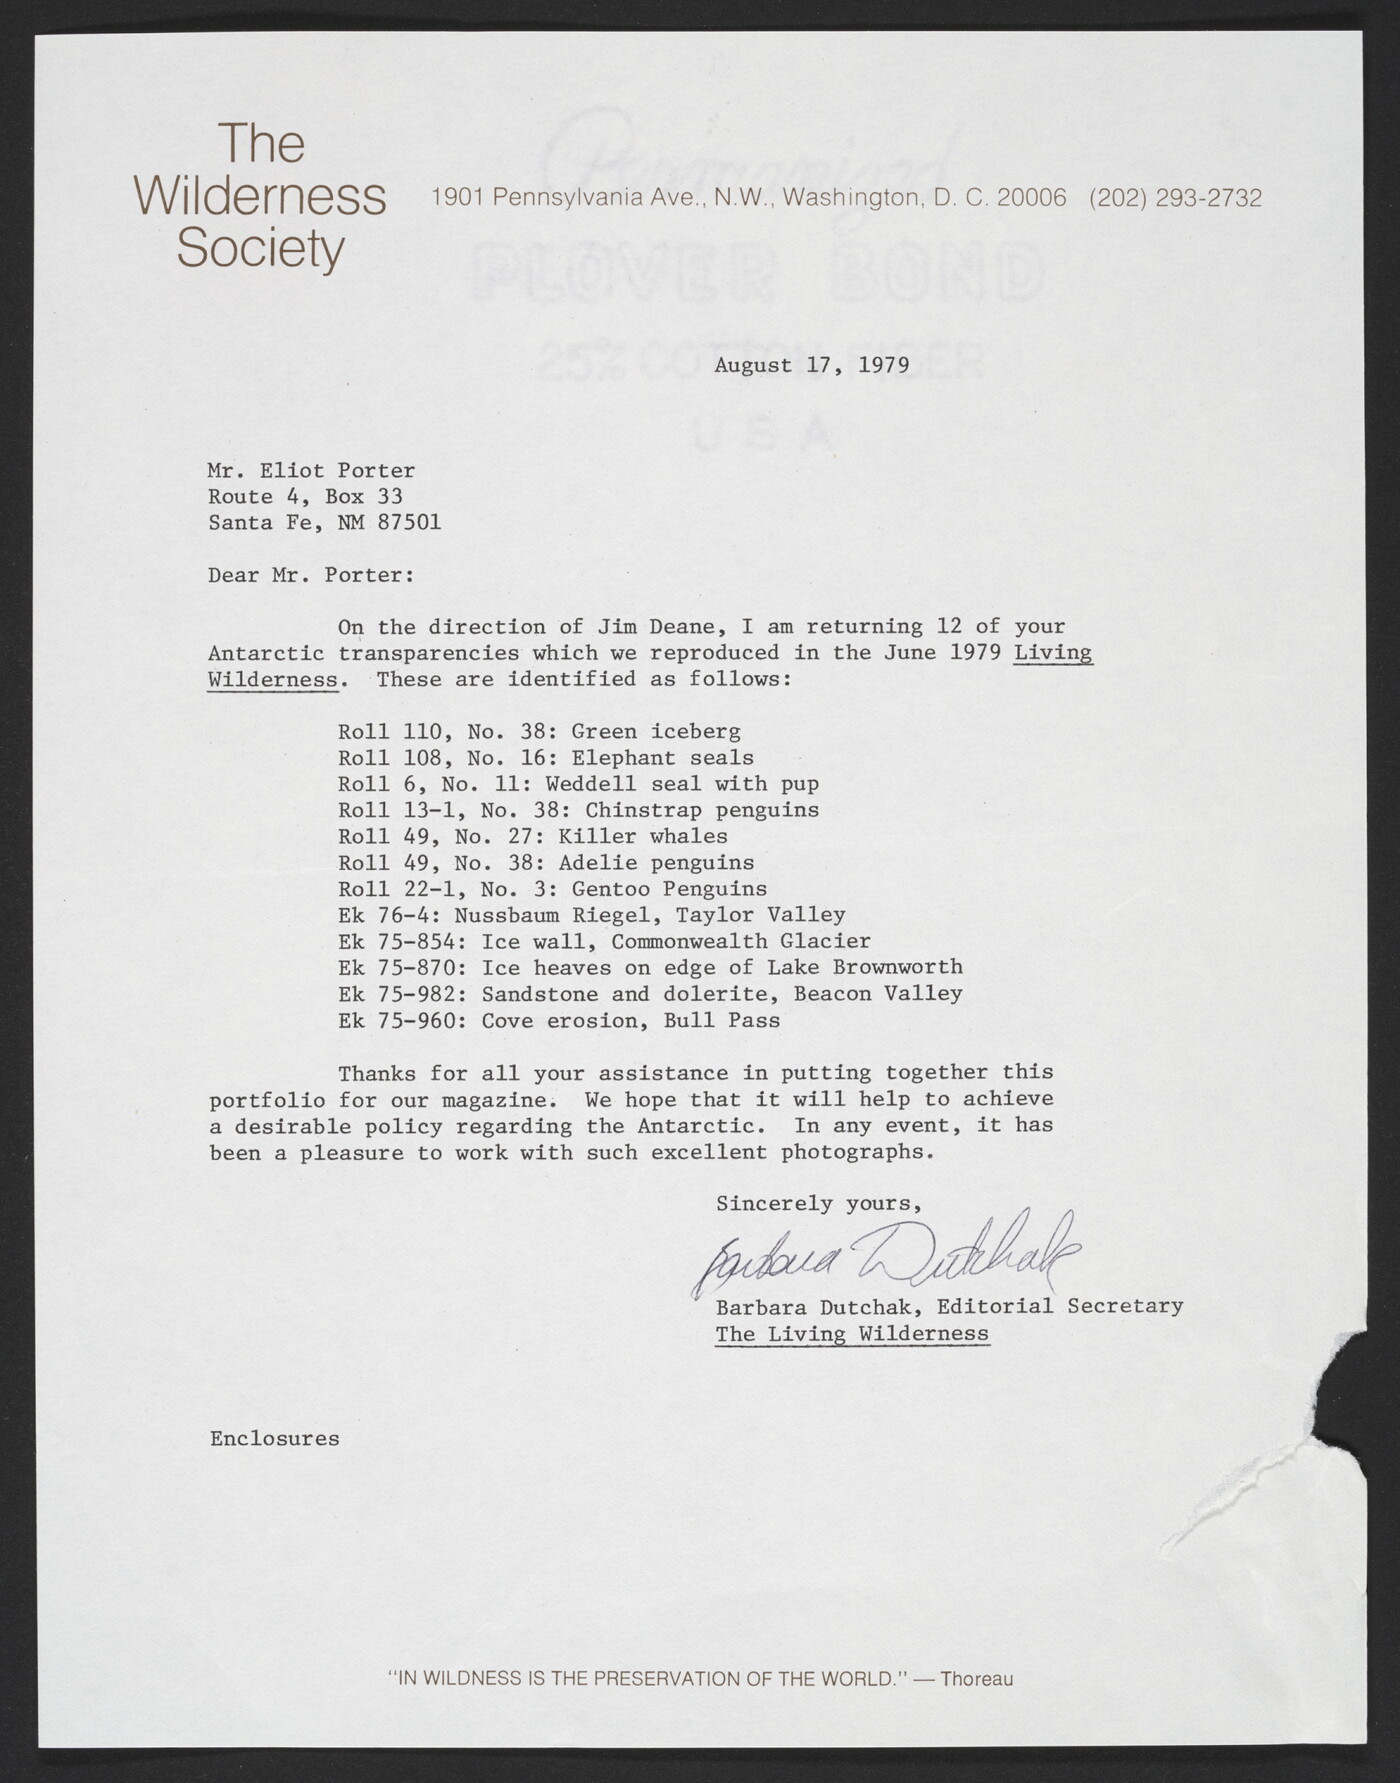 The
Wilderness
Society
1901 Pennsylvania Ave., N.W., Washington, D. C. 20006 (202) 293-2732
PLOVER BOND
25% COTTON FIBER
USA
August 17, 1979
Mr. Eliot Porter
Route 4, Box 33
Santa Fe, NM 87501
Dear Mr. Porter:
On the direction of Jim Deane, I am returning 12 of your
Antarctic transparencies which we reproduced in the June 1979 Living
Wilderness. These are identified as follows:
Roll 110, No. 38: Green iceberg
Roll 108, No. 16: Elephant seals
Roll 6, No. 11: Weddell seal with pup
Roll 13-1, No. 38: Chinstrap penguins
Roll 49, No. 27: Killer whales
Roll 49, No. 38: Adelie penguins
Roll 22-1, No. 3: Gentoo Penguins
Ek 76-4: Nussbaum Riegel, Taylor Valley
Ek 75-854: Ice wall, Commonwealth Glacier
Ek 75-870: Ice heaves on edge of Lake Brownworth
Ek 75-982: Sandstone and dolerite, Beacon Valley
Ek 75-960: Cove erosion, Bull Pass
Thanks for all your assistance in putting together this
portfolio for our magazine. We hope that it will help to achieve
a desirable policy regarding the Antarctic. In any event, it has
been a pleasure to work with such excellent photographs.
Sincerely yours,
Barbara Dutchak
Barbara Dutchak, Editorial Secretary
The Living Wilderness
Enclosures
"IN WILDNESS IS THE PRESERVATION OF THE WORLD." — Thoreau